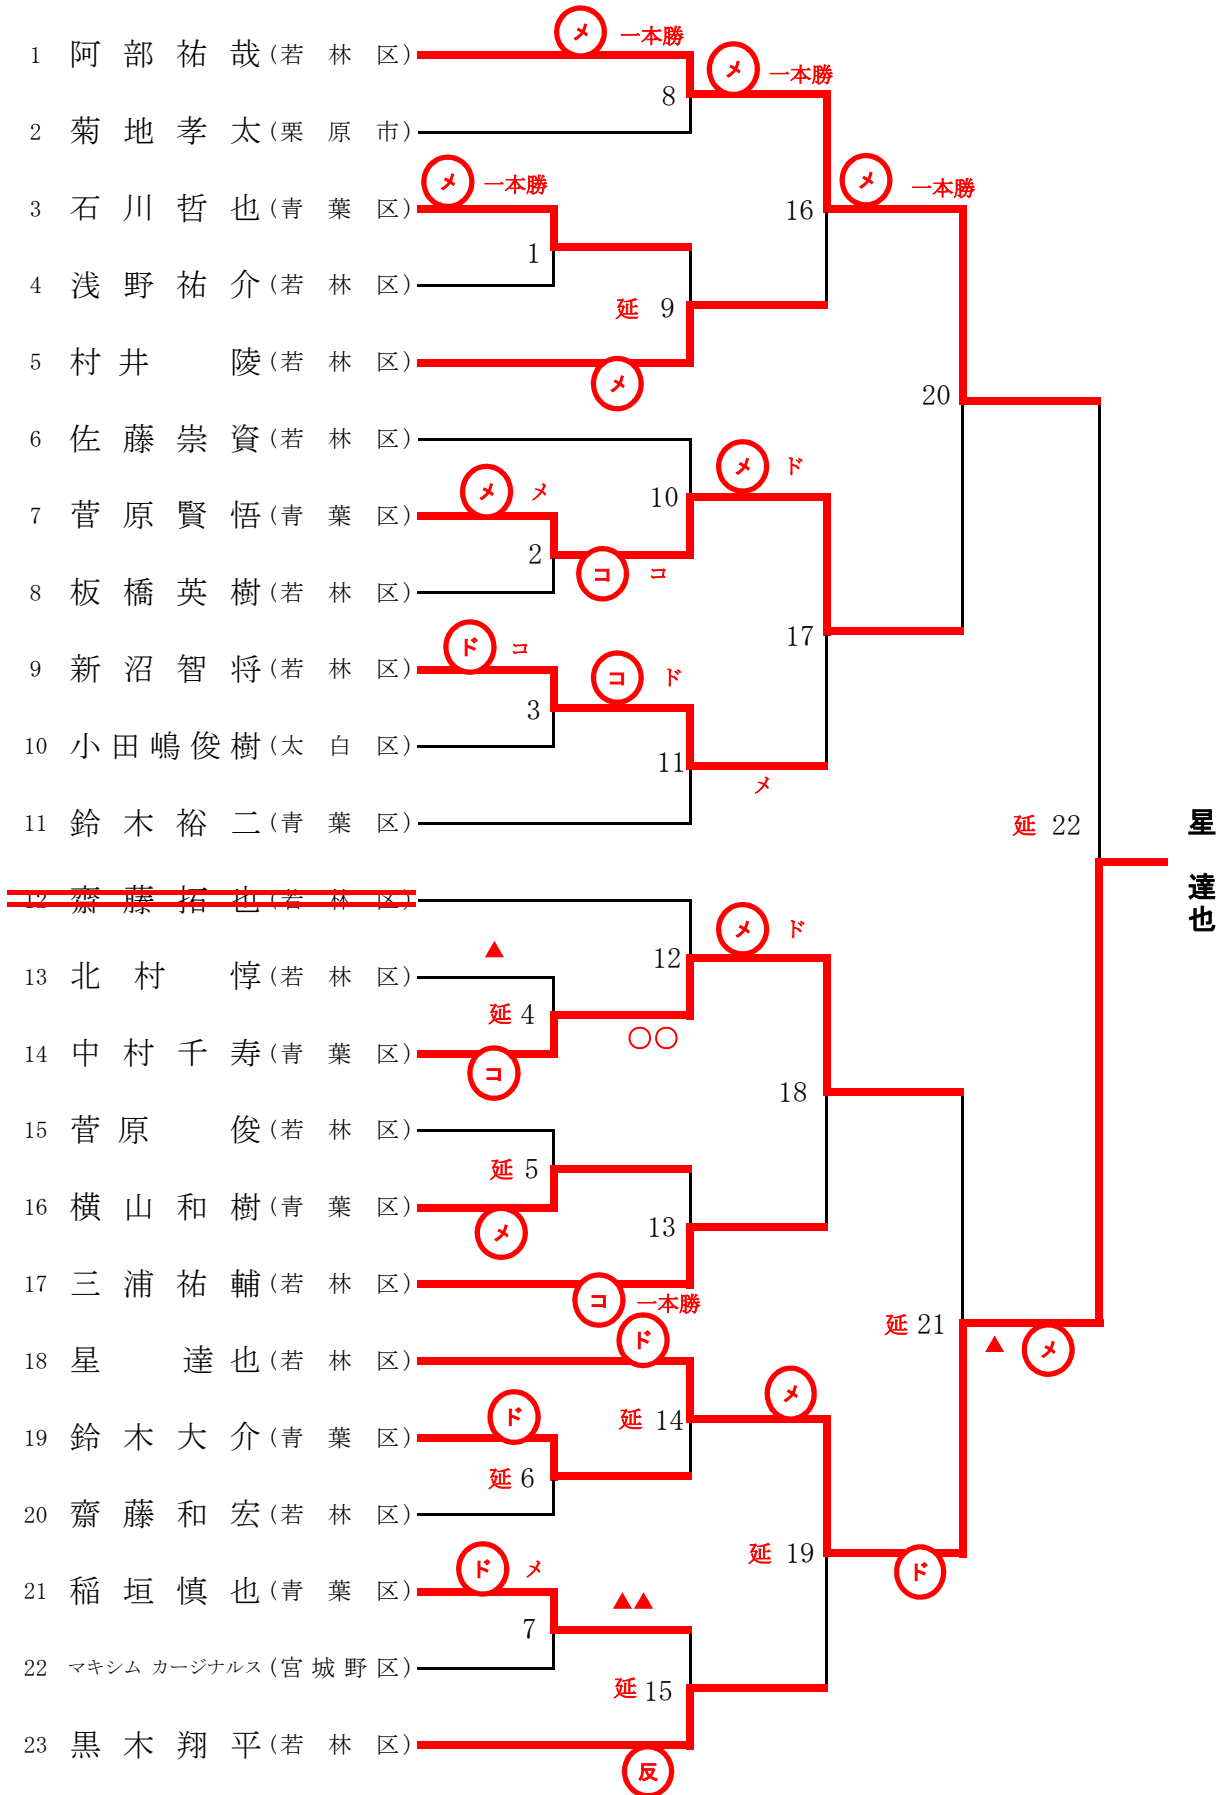 メ 一本勝
1 阿部祐哉(若林区)
メ 一本勝
8
2 菊地孝太(栗原市)
メ 一本勝
メ 一本勝
3 石川哲也(青葉区)
16
1
4 浅野祐介(若林区)
延 9
5 村井 陵(若林区)
メ
20
6 佐藤崇資(若林区)
メ ド
メ メ
10
7 菅原賢悟(青葉区)
2
コ コ
8 板橋英樹(若林区)
17
ド コ
9 新沼智将(若林区)
コ ド
3
10 小田嶋俊樹(太白区)
11
メ
11 鈴木裕二(青葉区)
延 22
星 達也
12 齋藤拓也(若林区)
メ ド
▲
12
13 北村 惇(若林区)
延 4
〇〇
14 中村千寿(青葉区)
コ
18
15 菅原 俊(若林区)
延 5
16 横山和樹(青葉区)
メ
13
17 三浦祐輔(若林区)
コ 一本勝
延 21
ド
▲ メ
18 星 達也(若林区)
メ
ド
延 14
19 鈴木大介(青葉区)
延 6
20 齋藤和宏(若林区)
延 19
ド メ
ド
21 稲垣慎也(青葉区)
▲▲
7
22 マキシム カージナルス(宮城野区)
延 15
23 黒木翔平(若林区)
反